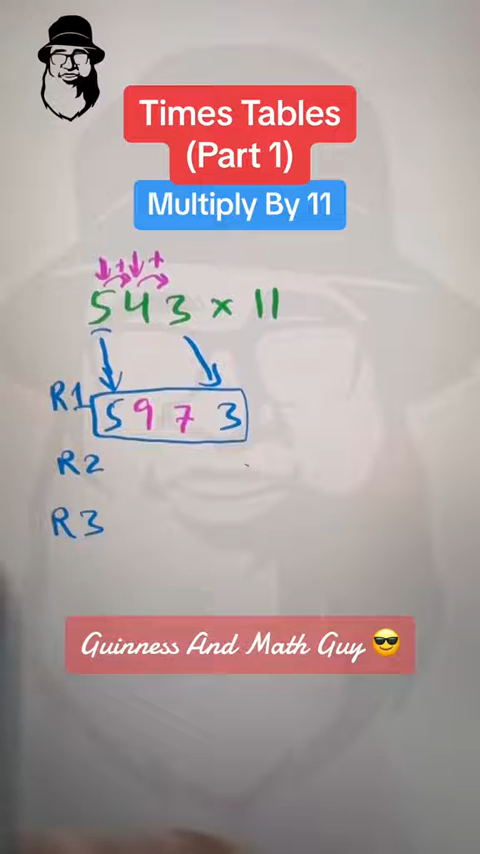 Times Tables
(Part 1)
Multiply By 11
↓+↓+
543 × 11
R1 5973
R2
R3
Guinness And Math Guy 😎